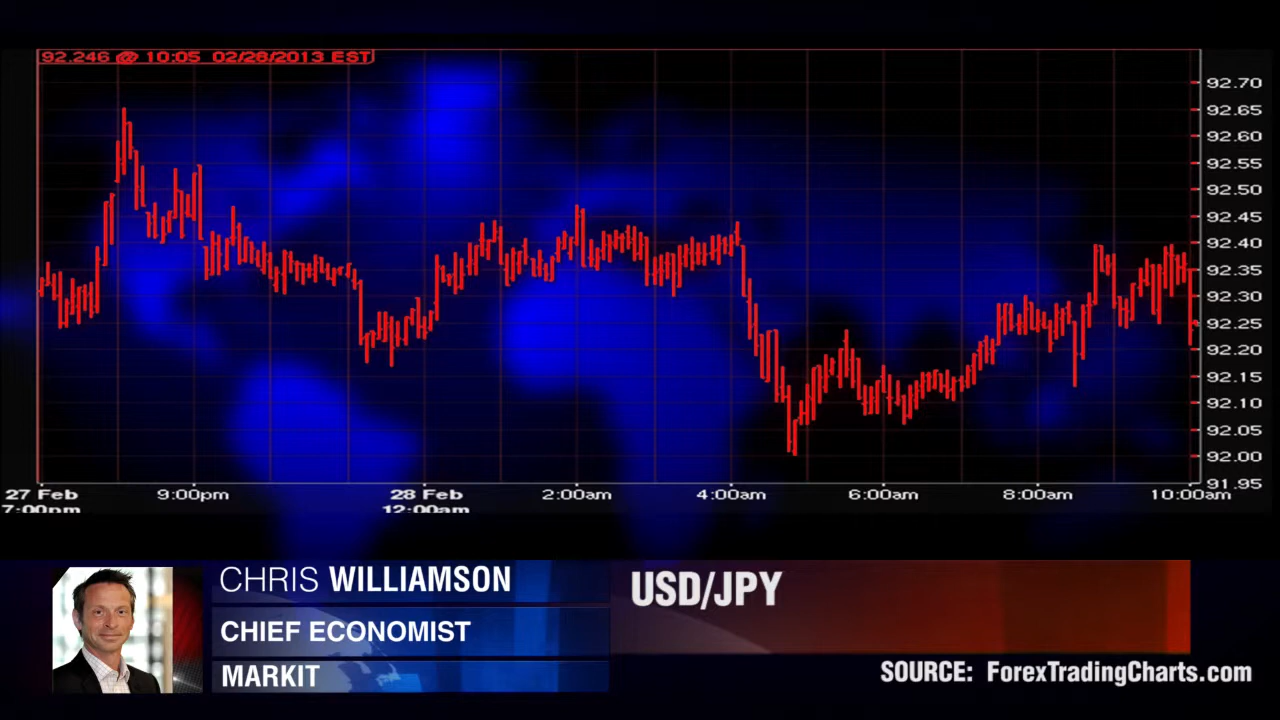 92.246 @ 10:05 02/28/2013 EST
92.70
92.65
92.60
92.55
92.50
92.45
92.40
92.35
92.30
92.25
92.20
92.15
92.10
92.05
92.00
91.95
27 Feb 9:00pm 28 Feb 2:00am 4:00am 6:00am 8:00am 10:00am
7:00pm 12:00am
CHRIS WILLIAMSON
CHIEF ECONOMIST
MARKIT
USD/JPY
SOURCE: ForexTradingCharts.com